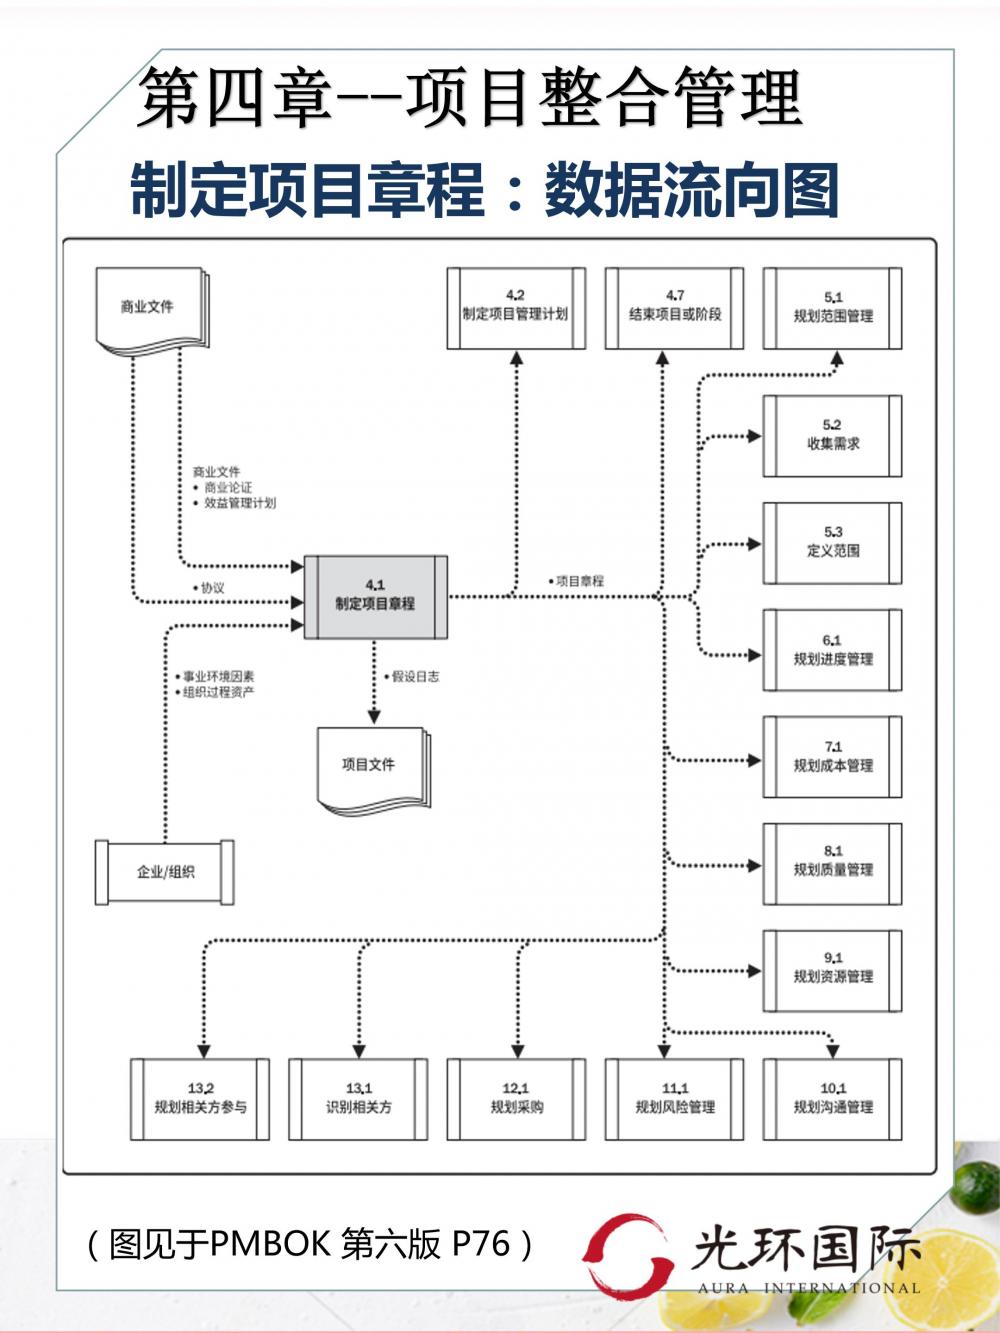 第四章--项目整合管理
制定项目章程：数据流向图
商业文件
4.2
制定项目管理计划
4.7
结束项目或阶段
5.1
规划范围管理
5.2
收集需求
商业文件
• 商业论证
• 效益管理计划
5.3
定义范围
4.1
制定项目章程
• 协议
•项目章程
6.1
规划进度管理
•事业环境因素
•组织过程资产
•假设日志
项目文件
7.1
规划成本管理
8.1
规划质量管理
企业/组织
9.1
规划资源管理
13.2
规划相关方参与
13.1
识别相关方
12.1
规划采购
11.1
规划风险管理
10.1
规划沟通管理
（图见于PMBOK 第六版 P76）
光环国际
AURA INTERNATIONAL